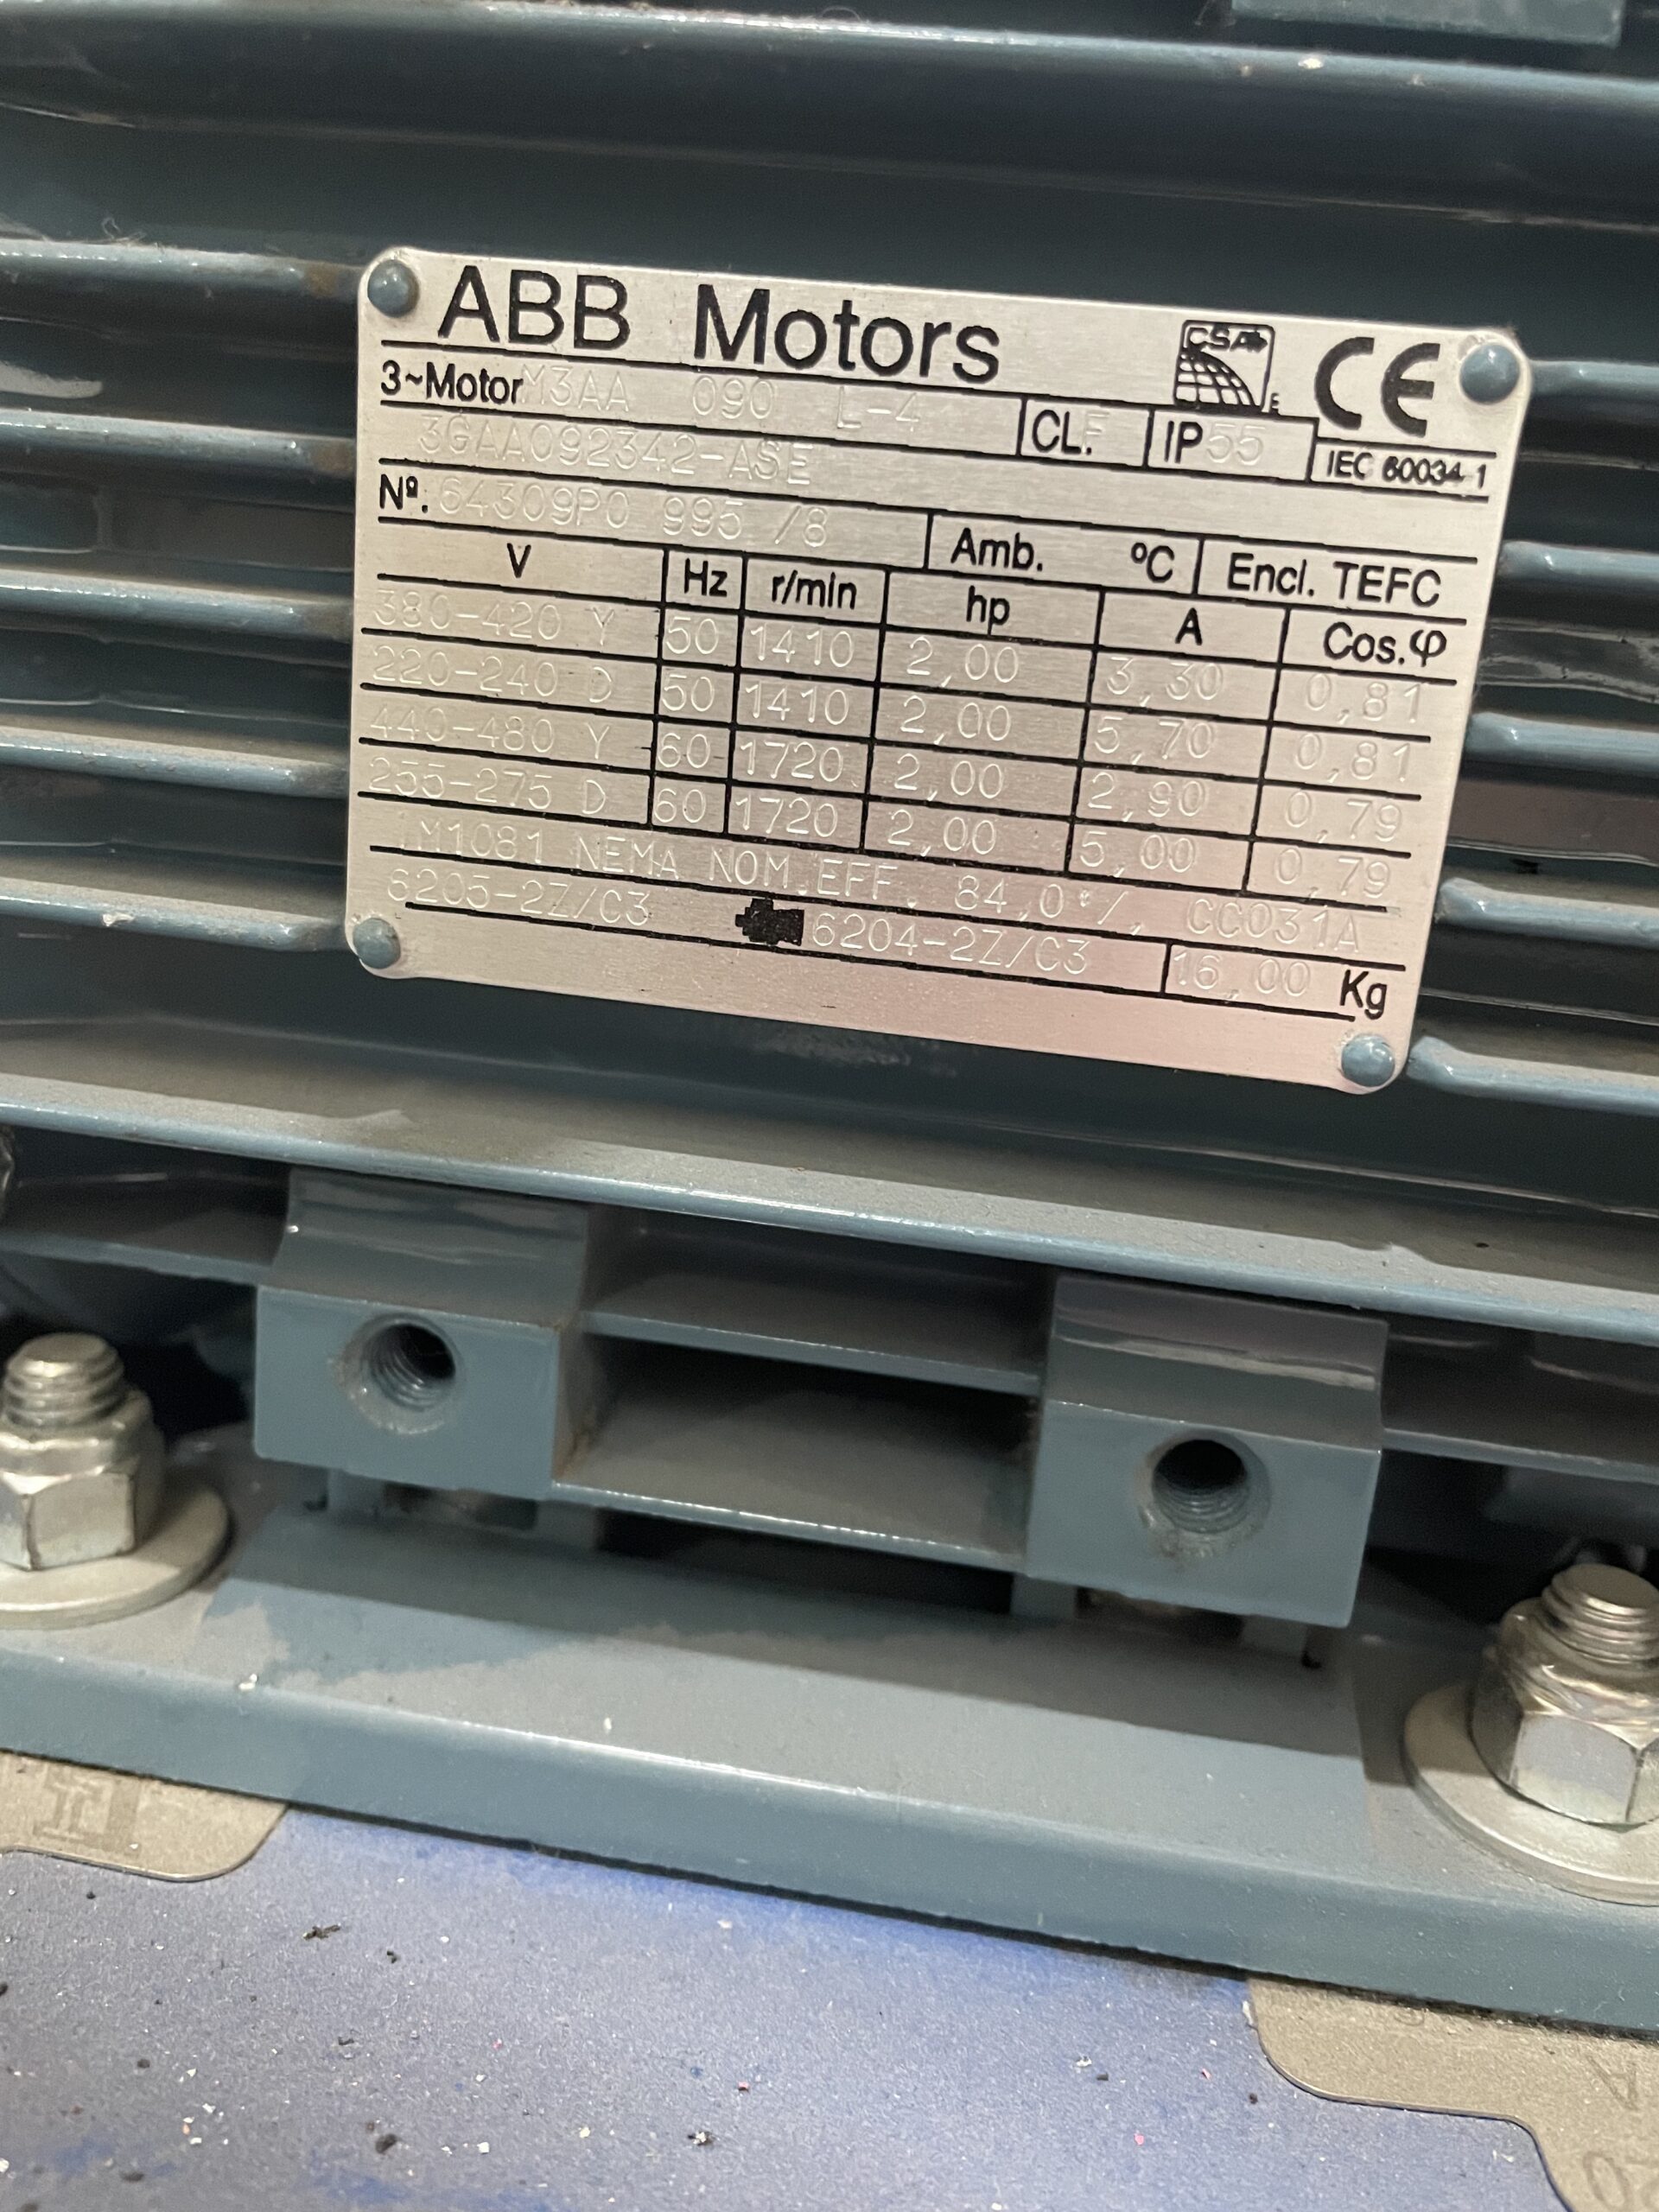 ABB Motors CSA CE
3~Motor M3AA 090 L-4 CL. F IP 55 IEC 60034-1
3GAA092342-ASE
Nº. 64309P0 995 /8 Amb. ºC Encl. TEFC
V Hz r/min hp A Cos.φ
380-420 Y 50 1410 2,00 3,30 0,81
220-240 D 50 1410 2,00 5,70 0,81
440-480 Y 60 1720 2,00 2,90 0,79
255-275 D 60 1720 2,00 5,00 0,79
IM1081 NEMA NOM.EFF. 84,0%, CC031A
6205-2Z/C3 6204-2Z/C3 16,00 Kg